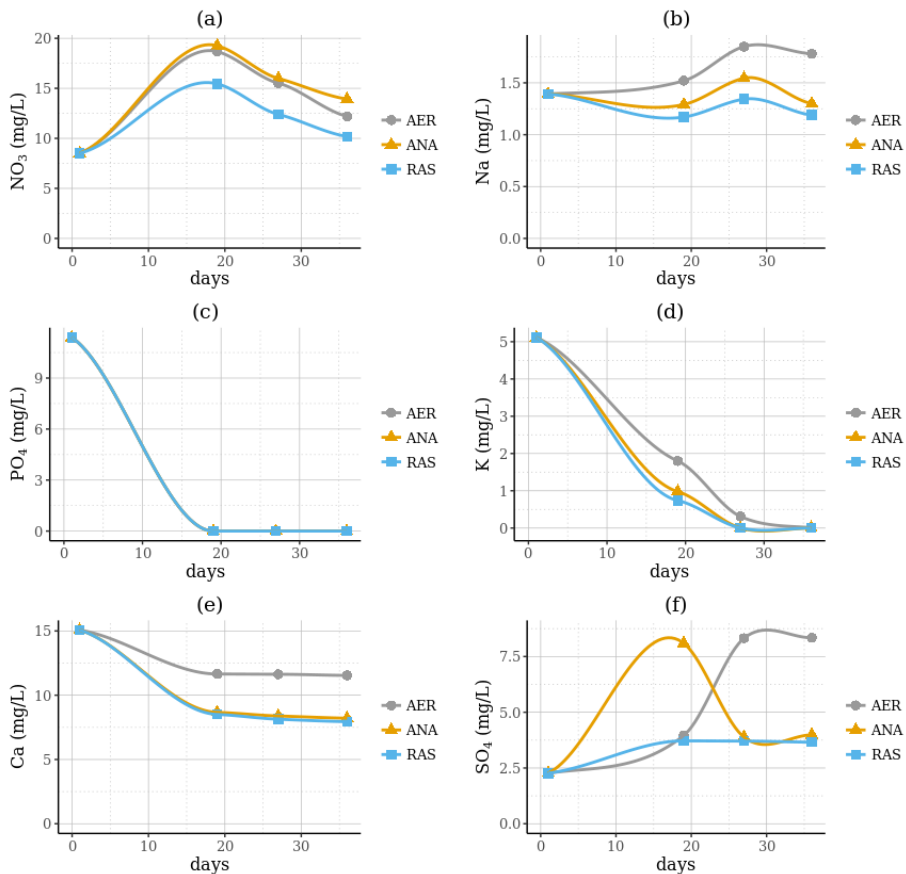 (a)
NO₃ (mg/L)
20
15
10
5
0
0 10 20 30
days
AER
ANA
RAS
(b)
Na (mg/L)
1.5
1.0
0.5
0.0
0 10 20 30
days
AER
ANA
RAS
(c)
PO₄ (mg/L)
9
6
3
0
0 10 20 30
days
AER
ANA
RAS
(d)
K (mg/L)
5
4
3
2
1
0
0 10 20 30
days
AER
ANA
RAS
(e)
Ca (mg/L)
15
10
5
0
0 10 20 30
days
AER
ANA
RAS
(f)
SO₄ (mg/L)
7.5
5.0
2.5
0.0
0 10 20 30
days
AER
ANA
RAS